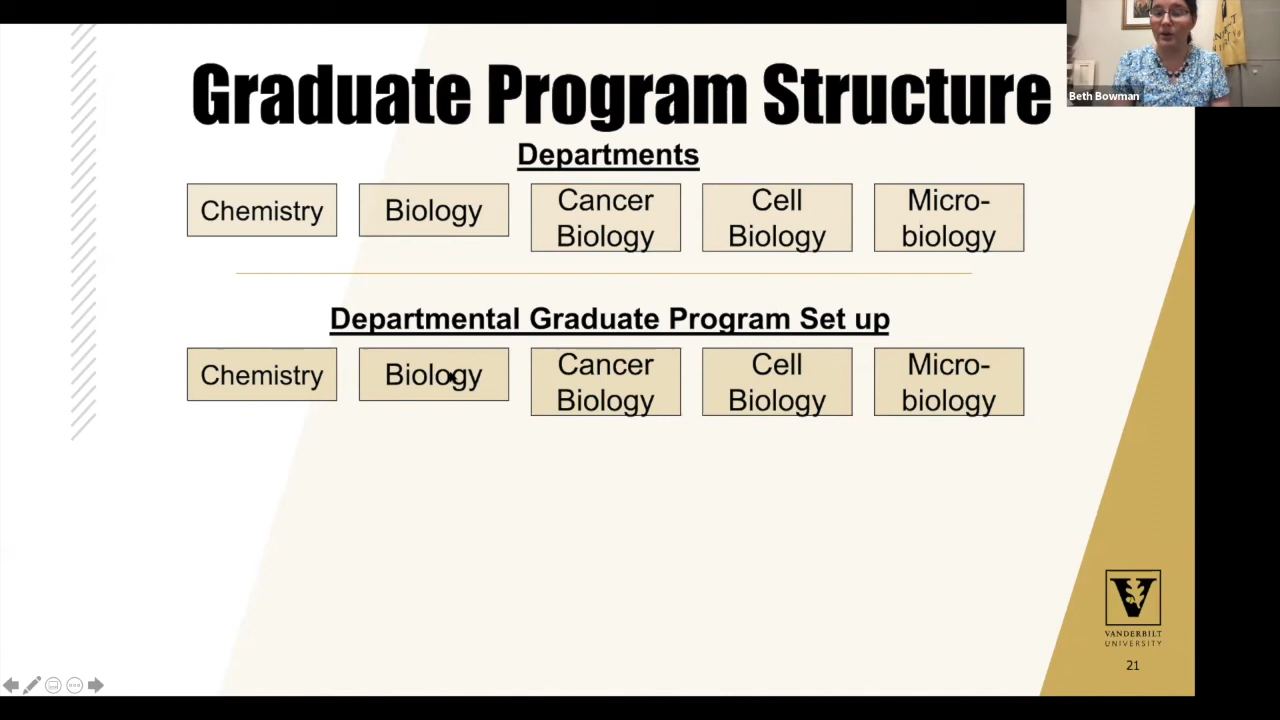 Graduate Program Structure
Beth Bowman
Departments
Chemistry
Biology
Cancer
Biology
Cell
Biology
Micro-
biology
Departmental Graduate Program Set up
Chemistry
Biology
Cancer
Biology
Cell
Biology
Micro-
biology
V
VANDERBILT
UNIVERSITY
21